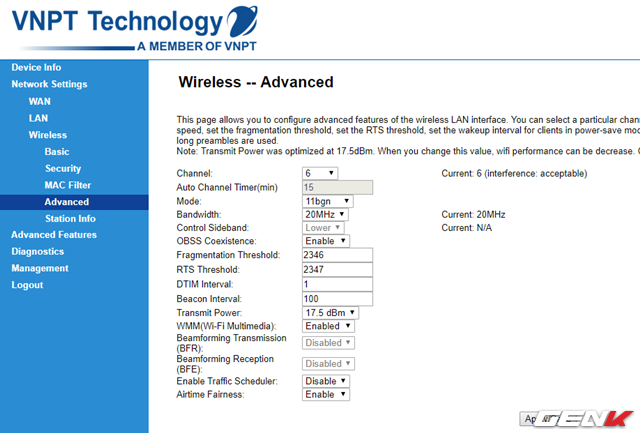 VNPT Technology
A MEMBER OF VNPT
Device Info
Network Settings
WAN
LAN
Wireless
Basic
Security
MAC Filter
Advanced
Station Info
Advanced Features
Diagnostics
Management
Logout
Wireless -- Advanced
This page allows you to configure advanced features of the wireless LAN interface. You can select a particular
speed, set the fragmentation threshold, set the RTS threshold, set the wakeup interval for clients in power-save
long preambles are used.
Note: Transmit Power was optimized at 17.5dBm. When you change this value, wifi performance can be decrease.
Channel: 6 Current: 6 (interference: acceptable)
Auto Channel Timer(min) 15
Mode: 11bgn
Bandwidth: 20MHz Current: 20MHz
Control Sideband: Lower Current: N/A
OBSS Coexistence: Enable
Fragmentation Threshold: 2346
RTS Threshold: 2347
DTIM Interval: 1
Beacon Interval: 100
Transmit Power: 17.5 dBm
WMM(Wi-Fi Multimedia): Enabled
Beamforming Transmission
(BFR): Disabled
Beamforming Reception
(BFE): Disabled
Enable Traffic Scheduler: Disable
Airtime Fairness: Enable
GENK